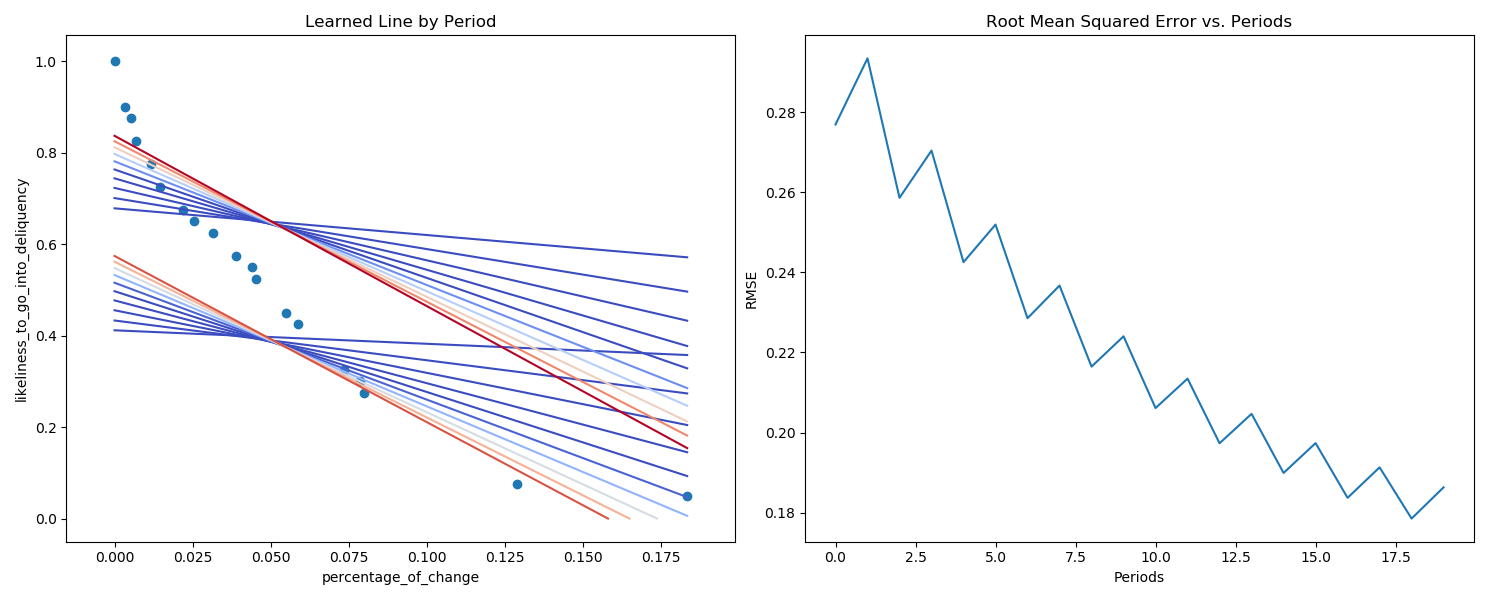 Learned Line by Period
likeliness_to_go_into_deliquency
1.0
0.8
0.6
0.4
0.2
0.0
0.000 0.025 0.050 0.075 0.100 0.125 0.150 0.175
percentage_of_change
Root Mean Squared Error vs. Periods
RMSE
0.28
0.26
0.24
0.22
0.20
0.18
0.0 2.5 5.0 7.5 10.0 12.5 15.0 17.5
Periods